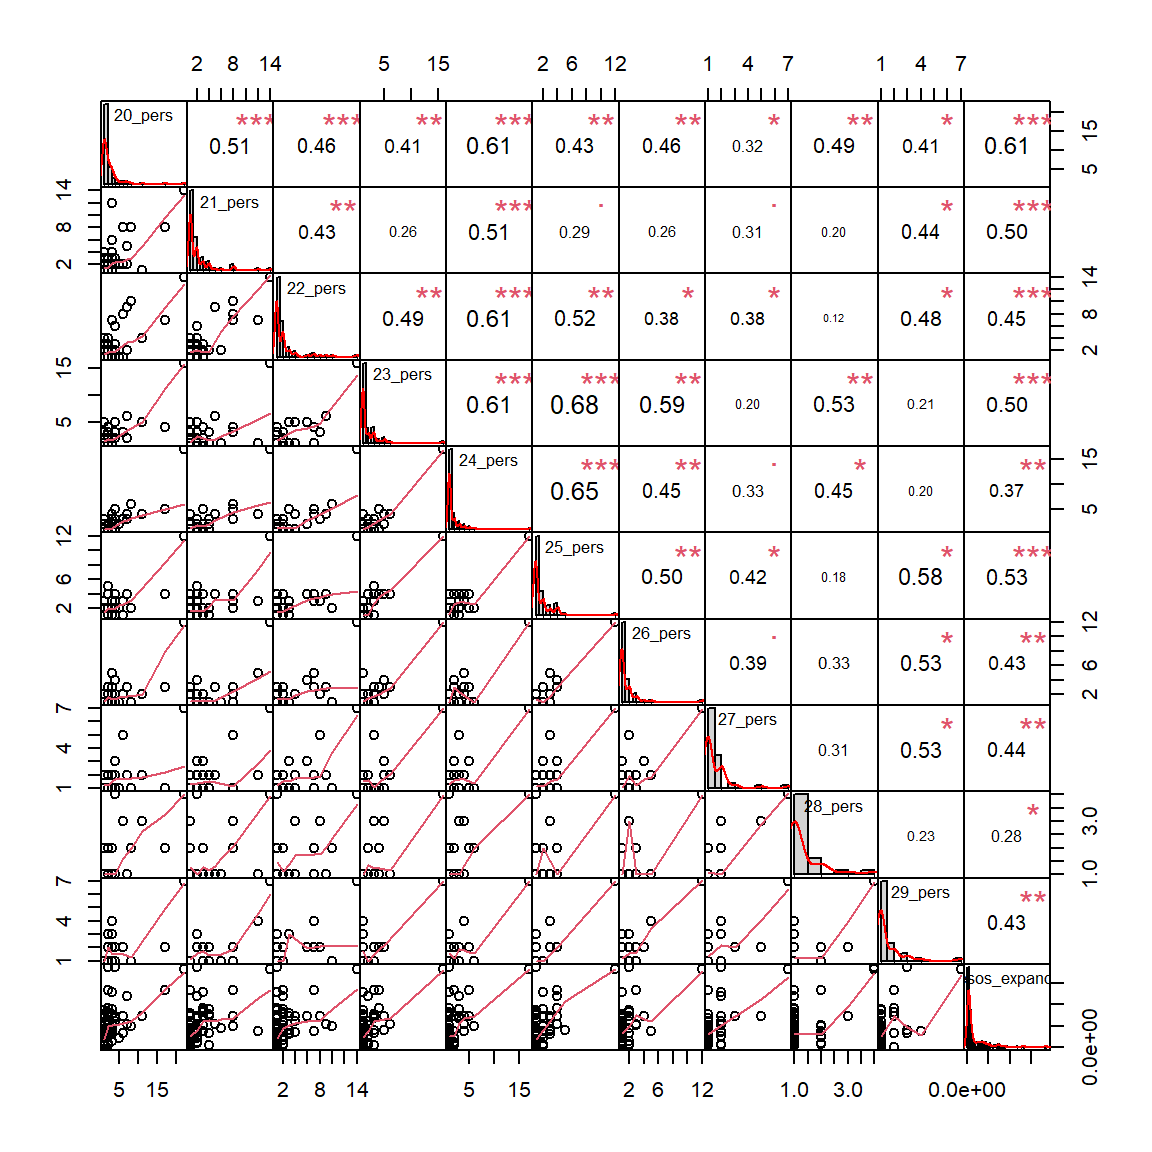 2 8 14 5 15 2 6 12 1 4 7 1 4 7
20_pers *** 0.51 *** 0.46 ** 0.41 *** 0.61 ** 0.43 ** 0.46 * 0.32 ** 0.49 * 0.41 *** 0.61 5 15
2 8 14 21_pers ** 0.43 0.26 *** 0.51 . 0.29 0.26 . 0.31 0.20 * 0.44 *** 0.50
22_pers ** 0.49 *** 0.61 ** 0.52 * 0.38 * 0.38 0.12 * 0.48 *** 0.45 2 8 14
5 15 23_pers *** 0.61 *** 0.68 ** 0.59 0.20 ** 0.53 0.21 *** 0.50
24_pers *** 0.65 ** 0.45 . 0.33 * 0.45 0.20 ** 0.37 5 15
2 6 12 25_pers ** 0.50 * 0.42 0.18 * 0.58 *** 0.53
26_pers . 0.39 0.33 * 0.53 ** 0.43 2 6 12
1 4 7 27_pers 0.31 * 0.53 ** 0.44
28_pers 0.23 * 0.28 1.0 3.0
1 4 7 29_pers ** 0.43
sos_expand 0.0e+00
5 15 2 8 14 5 15 2 6 12 1.0 3.0 0.0e+00